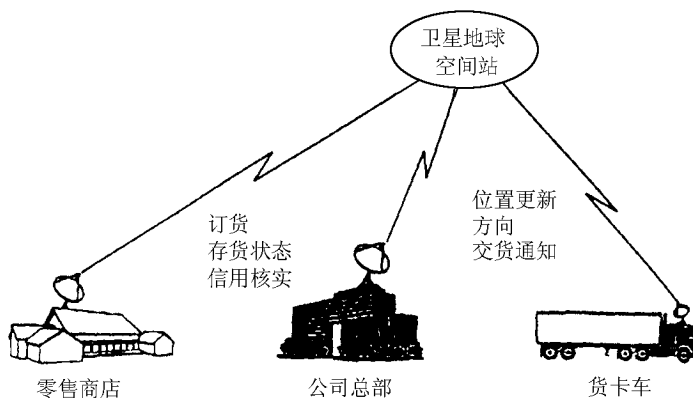 卫星地球
空间站
订货
存货状态
信用核实
位置更新
方向
交货通知
零售商店
公司总部
货卡车